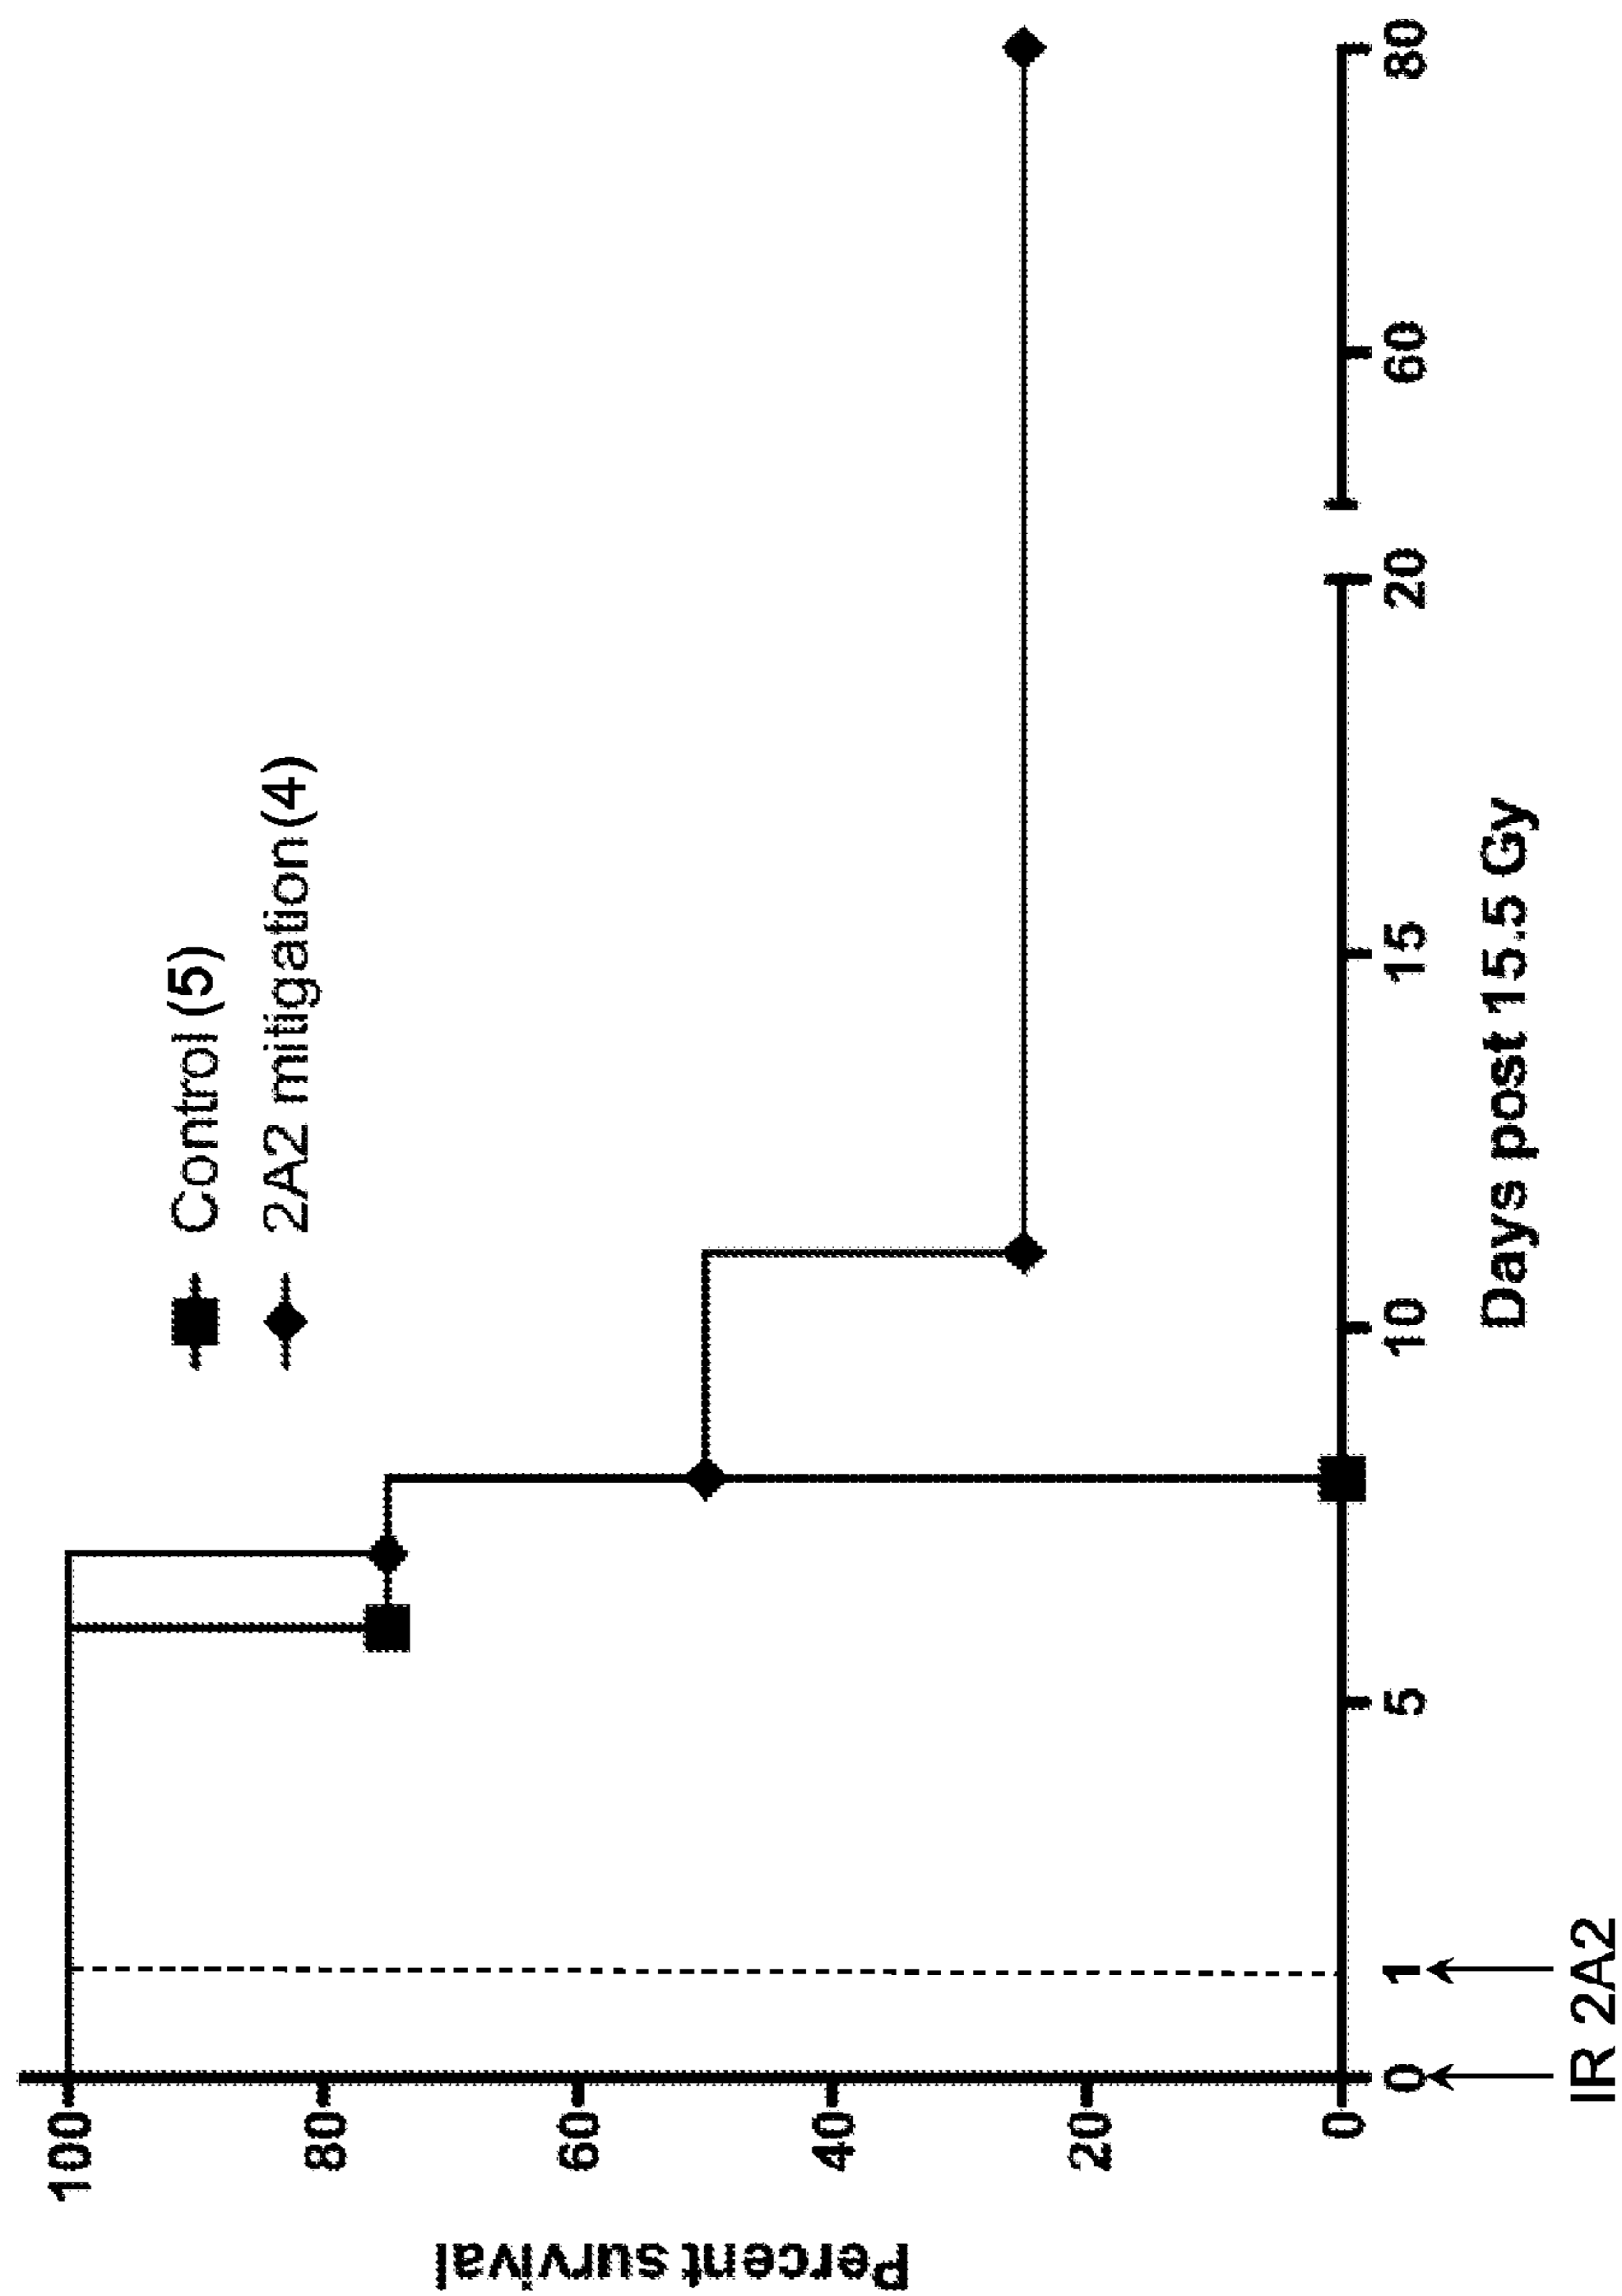 Control (5)
2A2 mitigation (4)
Percent survival
100
80
60
40
20
0
0 1 5 10 15 20 60 80
IR 2A2
Days post 15.5 Gy